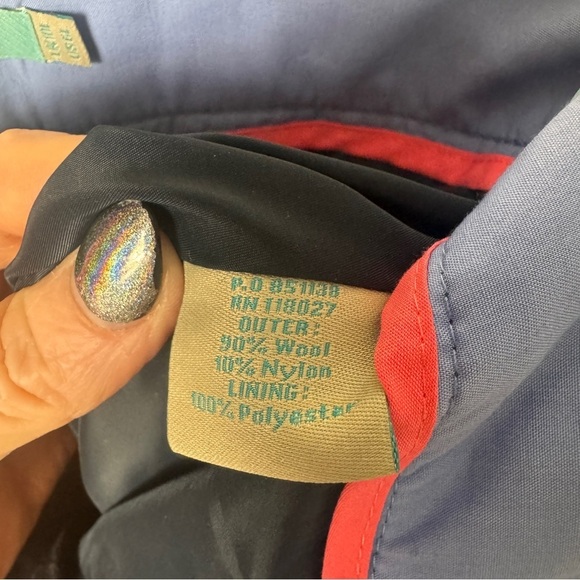 P.O 851138
RN 118027
OUTER:
90% Wool
10% Nylon
LINING:
100% Polyester